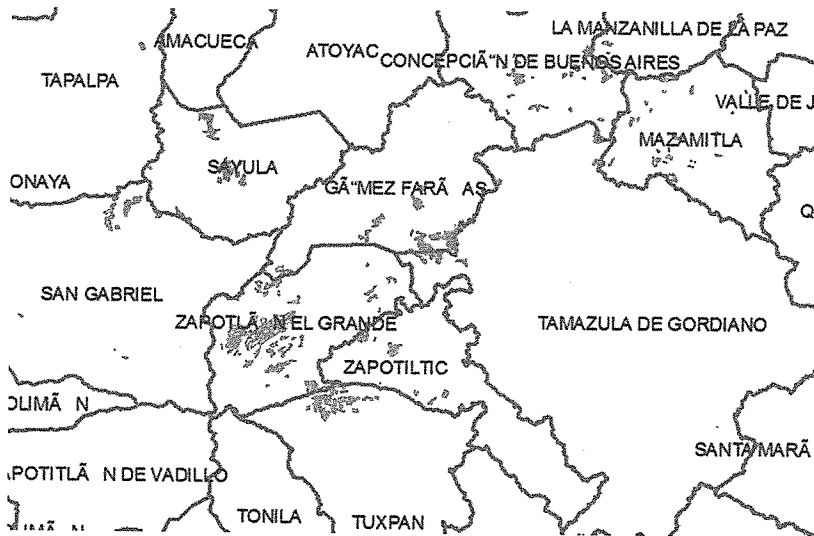 LA MANZANILLA DE LA PAZ
AMACUECA
ATOYAC
CONCEPCIÃ“N DE BUENOS AIRES
TAPALPA
VALLE DE J
MAZAMITLA
SAYULA
ONAYA
GÃ“MEZ FARÃ AS
Q
SAN GABRIEL
ZAPOTLÃ N EL GRANDE
TAMAZULA DE GORDIANO
ZAPOTILTIC
OLIMÃ N
SANTA MARÃ
APOTITLÃ N DE VADILLO
TONILA
TUXPAN